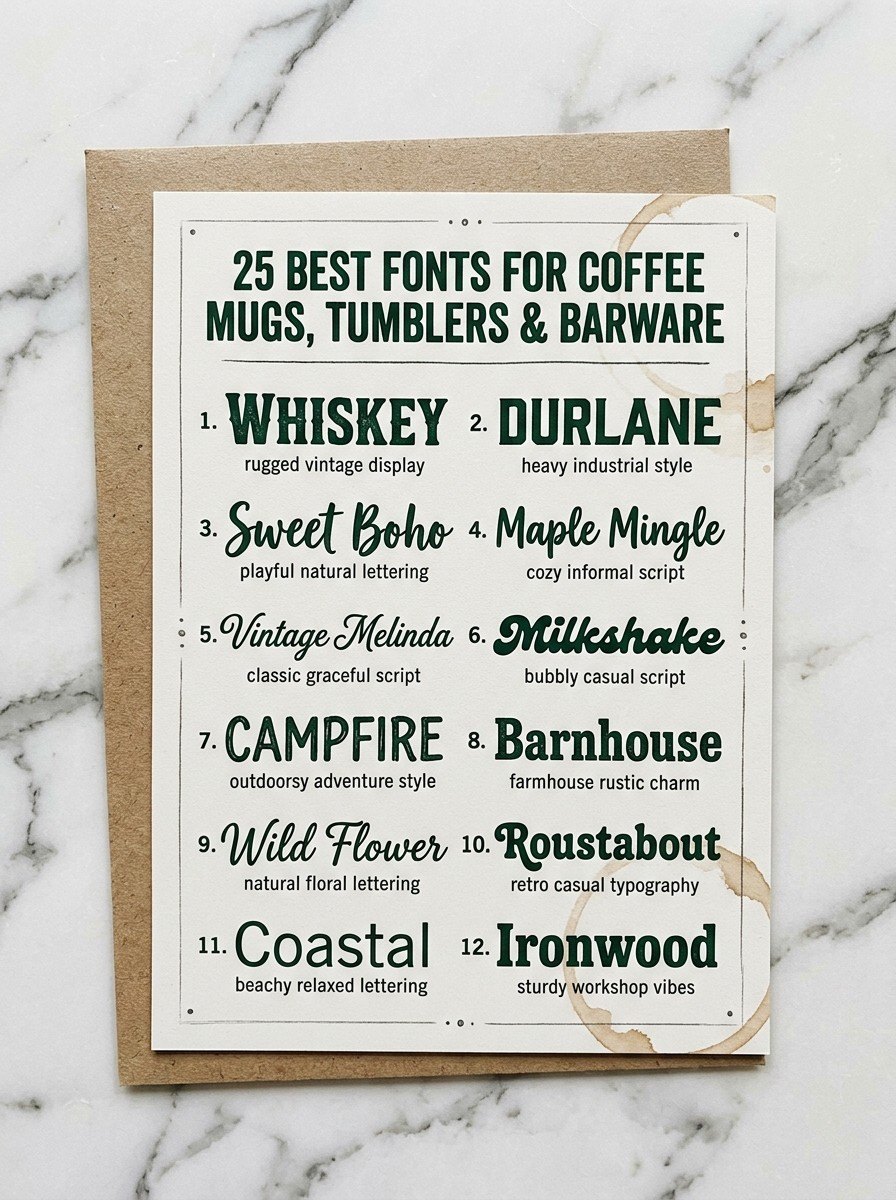 25 BEST FONTS FOR COFFEE
MUGS, TUMBLERS & BARWARE
1. WHISKEY
rugged vintage display
2. DURLANE
heavy industrial style
3. Sweet Boho
playful natural lettering
4. Maple Mingle
cozy informal script
5. Vintage Melinda
classic graceful script
6. Milkshake
bubbly casual script
7. CAMPFIRE
outdoorsy adventure style
8. Barnhouse
farmhouse rustic charm
9. Wild Flower
natural floral lettering
10. Roustabout
retro casual typography
11. Coastal
beachy relaxed lettering
12. Ironwood
sturdy workshop vibes